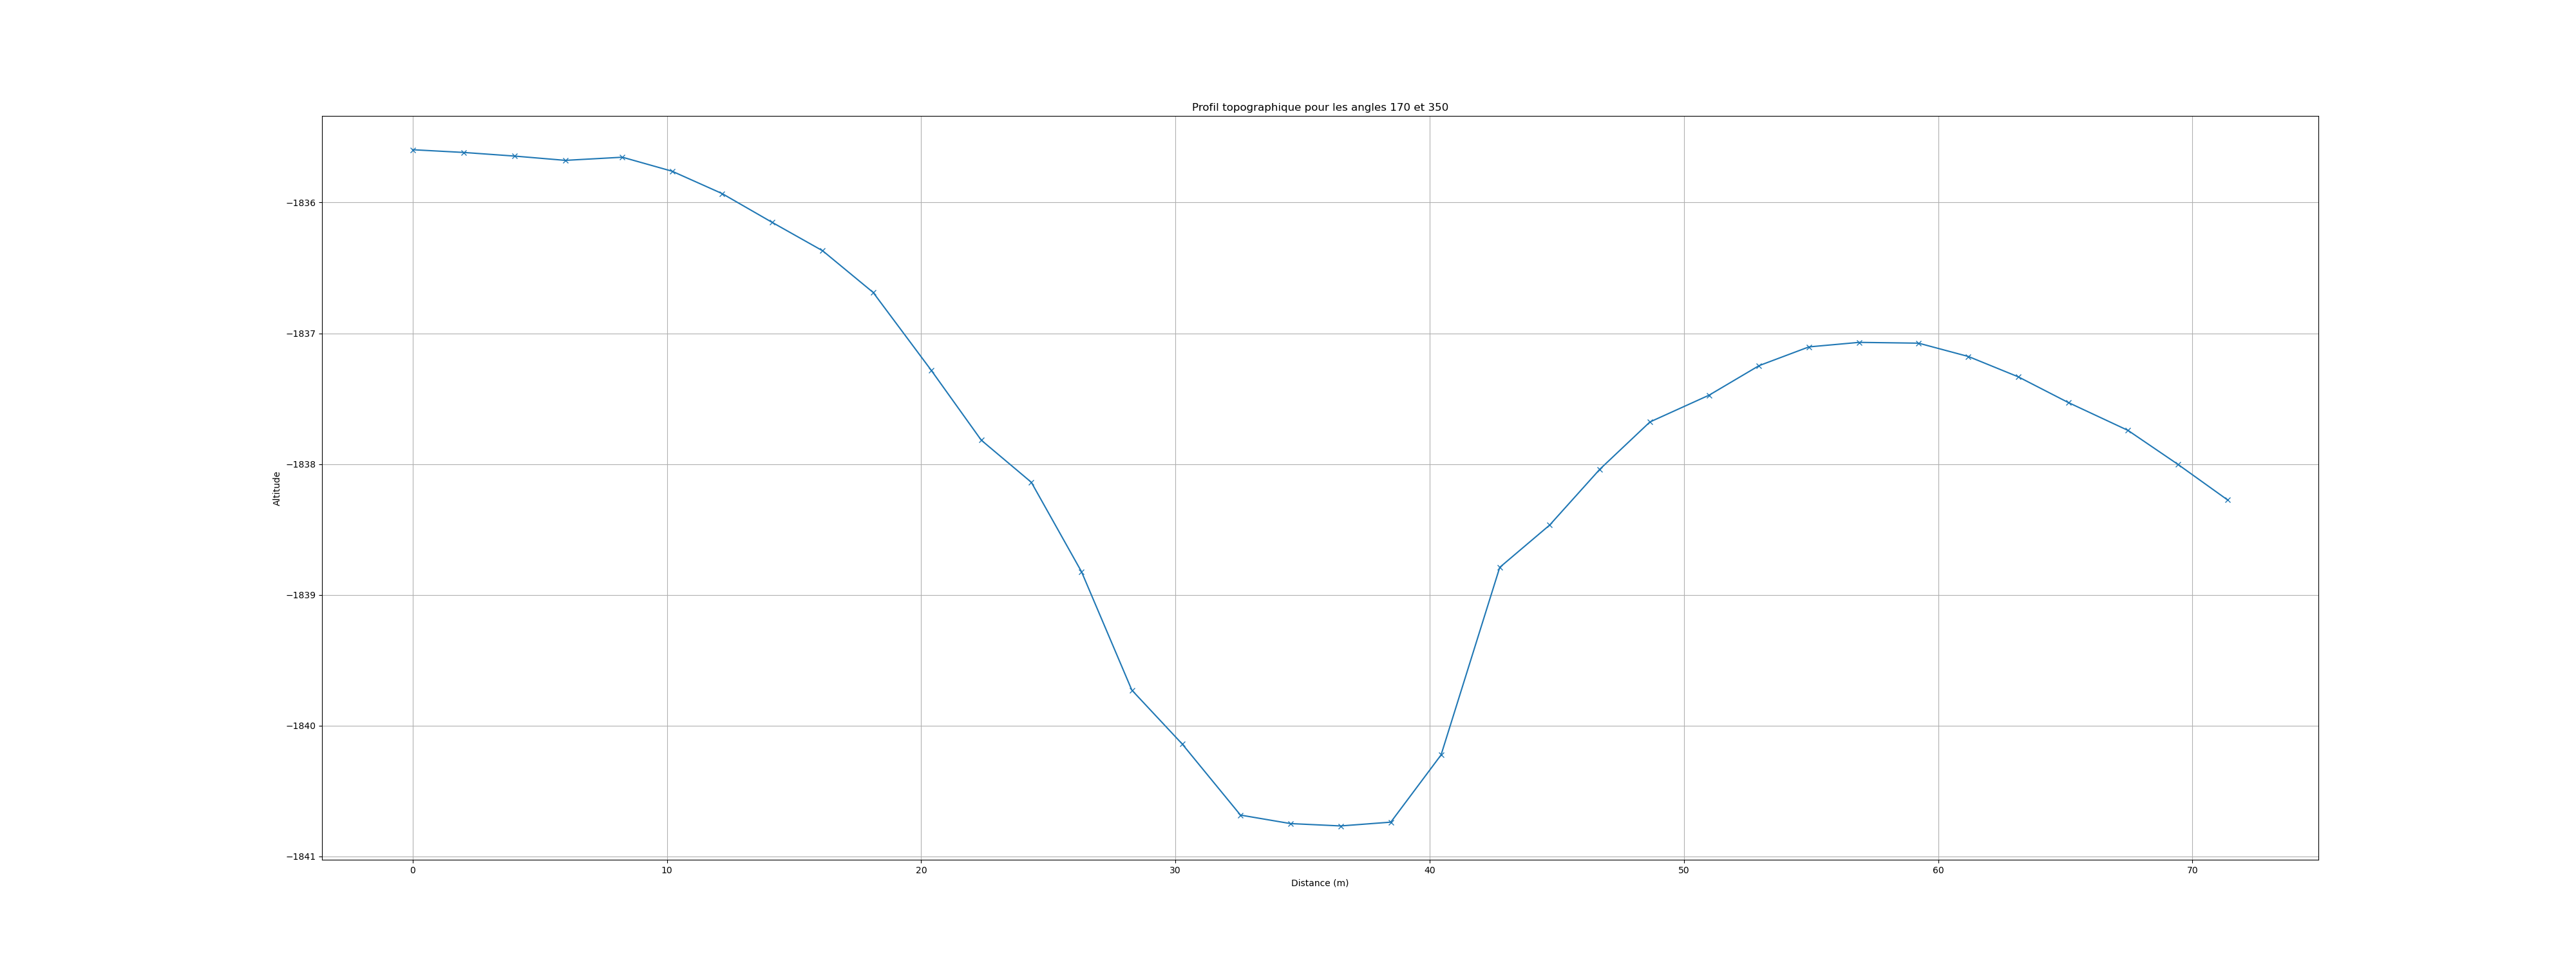 Profil topographique pour les angles 170 et 350
−1836
−1837
−1838
−1839
−1840
−1841
Altitude
0 10 20 30 40 50 60 70
Distance (m)